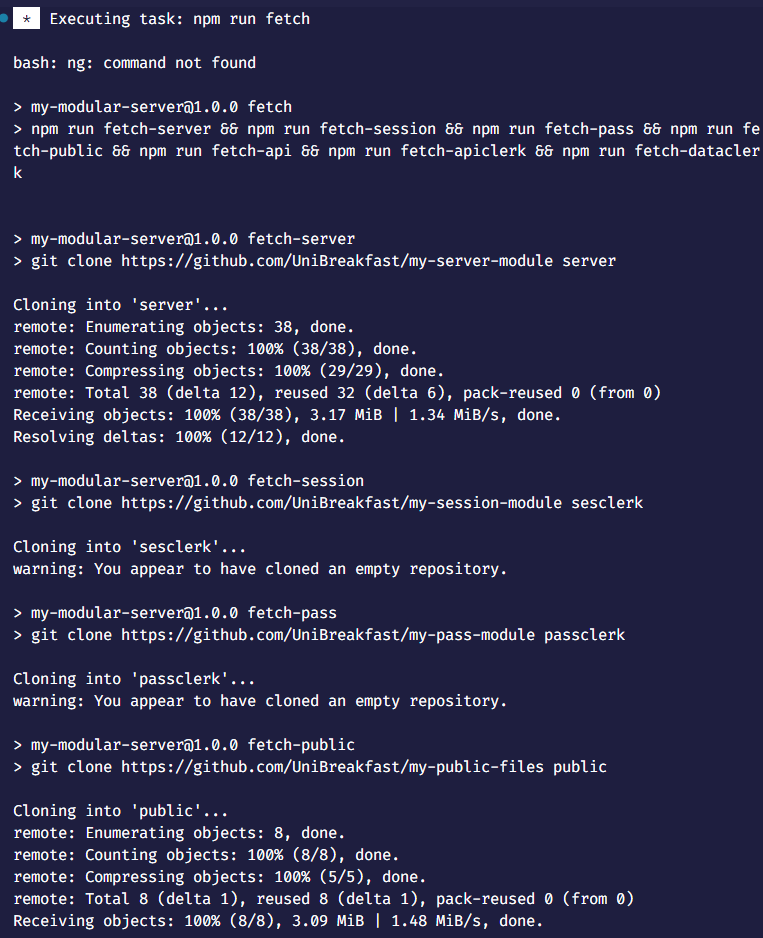 * Executing task: npm run fetch
bash: ng: command not found
> my-modular-server@1.0.0 fetch
> npm run fetch-server && npm run fetch-session && npm run fetch-pass && npm run fe
tch-public && npm run fetch-api && npm run fetch-apiclerk && npm run fetch-datacler
k
> my-modular-server@1.0.0 fetch-server
> git clone https://github.com/UniBreakfast/my-server-module server
Cloning into 'server'...
remote: Enumerating objects: 38, done.
remote: Counting objects: 100% (38/38), done.
remote: Compressing objects: 100% (29/29), done.
remote: Total 38 (delta 12), reused 32 (delta 6), pack-reused 0 (from 0)
Receiving objects: 100% (38/38), 3.17 MiB | 1.34 MiB/s, done.
Resolving deltas: 100% (12/12), done.
> my-modular-server@1.0.0 fetch-session
> git clone https://github.com/UniBreakfast/my-session-module sesclerk
Cloning into 'sesclerk'...
warning: You appear to have cloned an empty repository.
> my-modular-server@1.0.0 fetch-pass
> git clone https://github.com/UniBreakfast/my-pass-module passclerk
Cloning into 'passclerk'...
warning: You appear to have cloned an empty repository.
> my-modular-server@1.0.0 fetch-public
> git clone https://github.com/UniBreakfast/my-public-files public
Cloning into 'public'...
remote: Enumerating objects: 8, done.
remote: Counting objects: 100% (8/8), done.
remote: Compressing objects: 100% (5/5), done.
remote: Total 8 (delta 1), reused 8 (delta 1), pack-reused 0 (from 0)
Receiving objects: 100% (8/8), 3.09 MiB | 1.48 MiB/s, done.